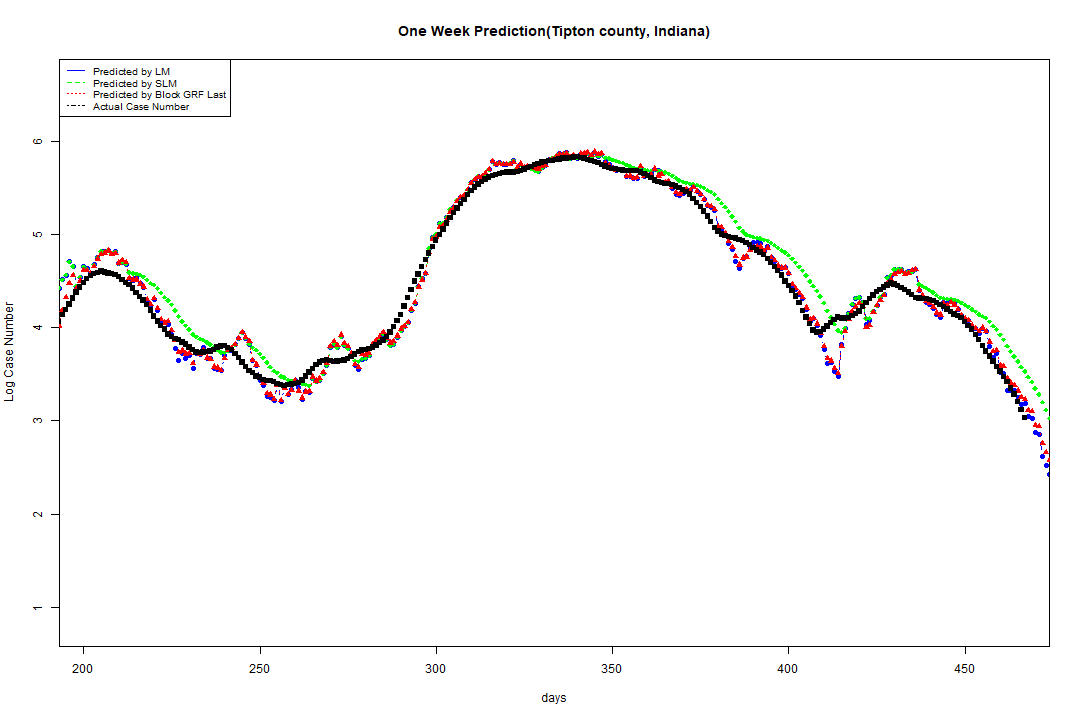 One Week Prediction(Tipton county, Indiana)
Predicted by LM
Predicted by SLM
Predicted by Block GRF Last
Actual Case Number
6
5
4
3
2
1
Log Case Number
200 250 300 350 400 450
days